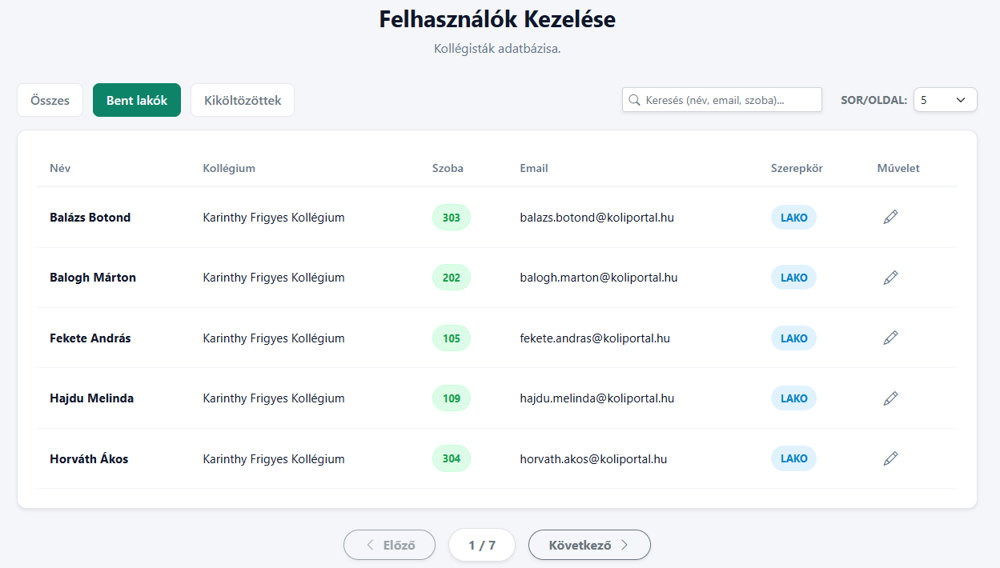 Felhasználók Kezelése
Kollégisták adatbázisa.
Összes Bent lakók Kiköltözöttek Keresés (név, email, szoba)... SOR/OLDAL: 5
Név Kollégium Szoba Email Szerepkör Művelet
Balázs Botond Karinthy Frigyes Kollégium 303 balazs.botond@koliportal.hu LAKO
Balogh Márton Karinthy Frigyes Kollégium 202 balogh.marton@koliportal.hu LAKO
Fekete András Karinthy Frigyes Kollégium 105 fekete.andras@koliportal.hu LAKO
Hajdu Melinda Karinthy Frigyes Kollégium 109 hajdu.melinda@koliportal.hu LAKO
Horváth Ákos Karinthy Frigyes Kollégium 304 horvath.akos@koliportal.hu LAKO
Előző 1 / 7 Következő